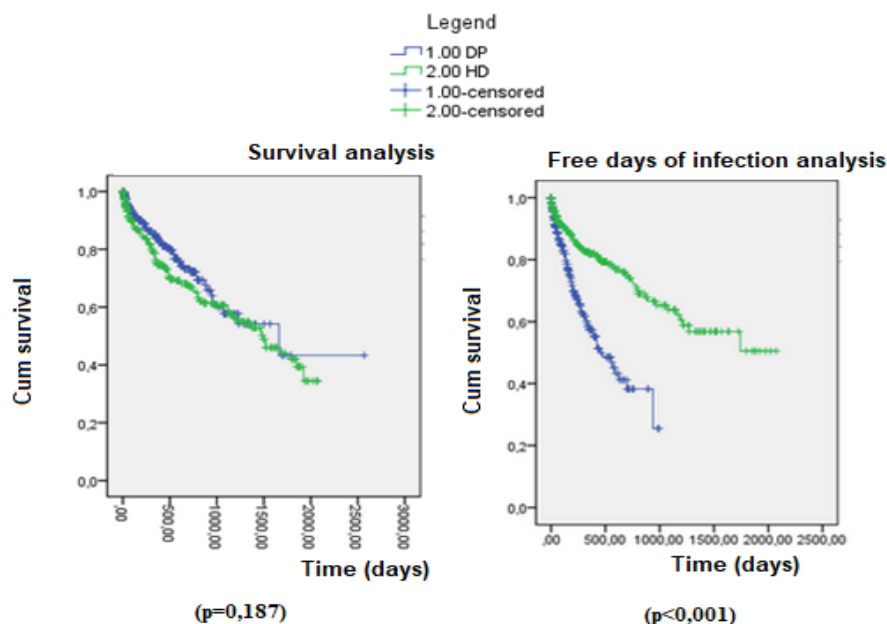 Legend
1.00 DP
2.00 HD
1.00-censored
2.00-censored
Survival analysis
Cum survival
1,0
0,8
0,6
0,4
0,2
0,0
,00
500,00
1000,00
1500,00
2000,00
2500,00
3000,00
Time (days)
(p=0,187)
Free days of infection analysis
Cum survival
1,0
0,8
0,6
0,4
0,2
0,0
,00
500,00
1000,00
1500,00
2000,00
2500,00
Time (days)
(p<0,001)